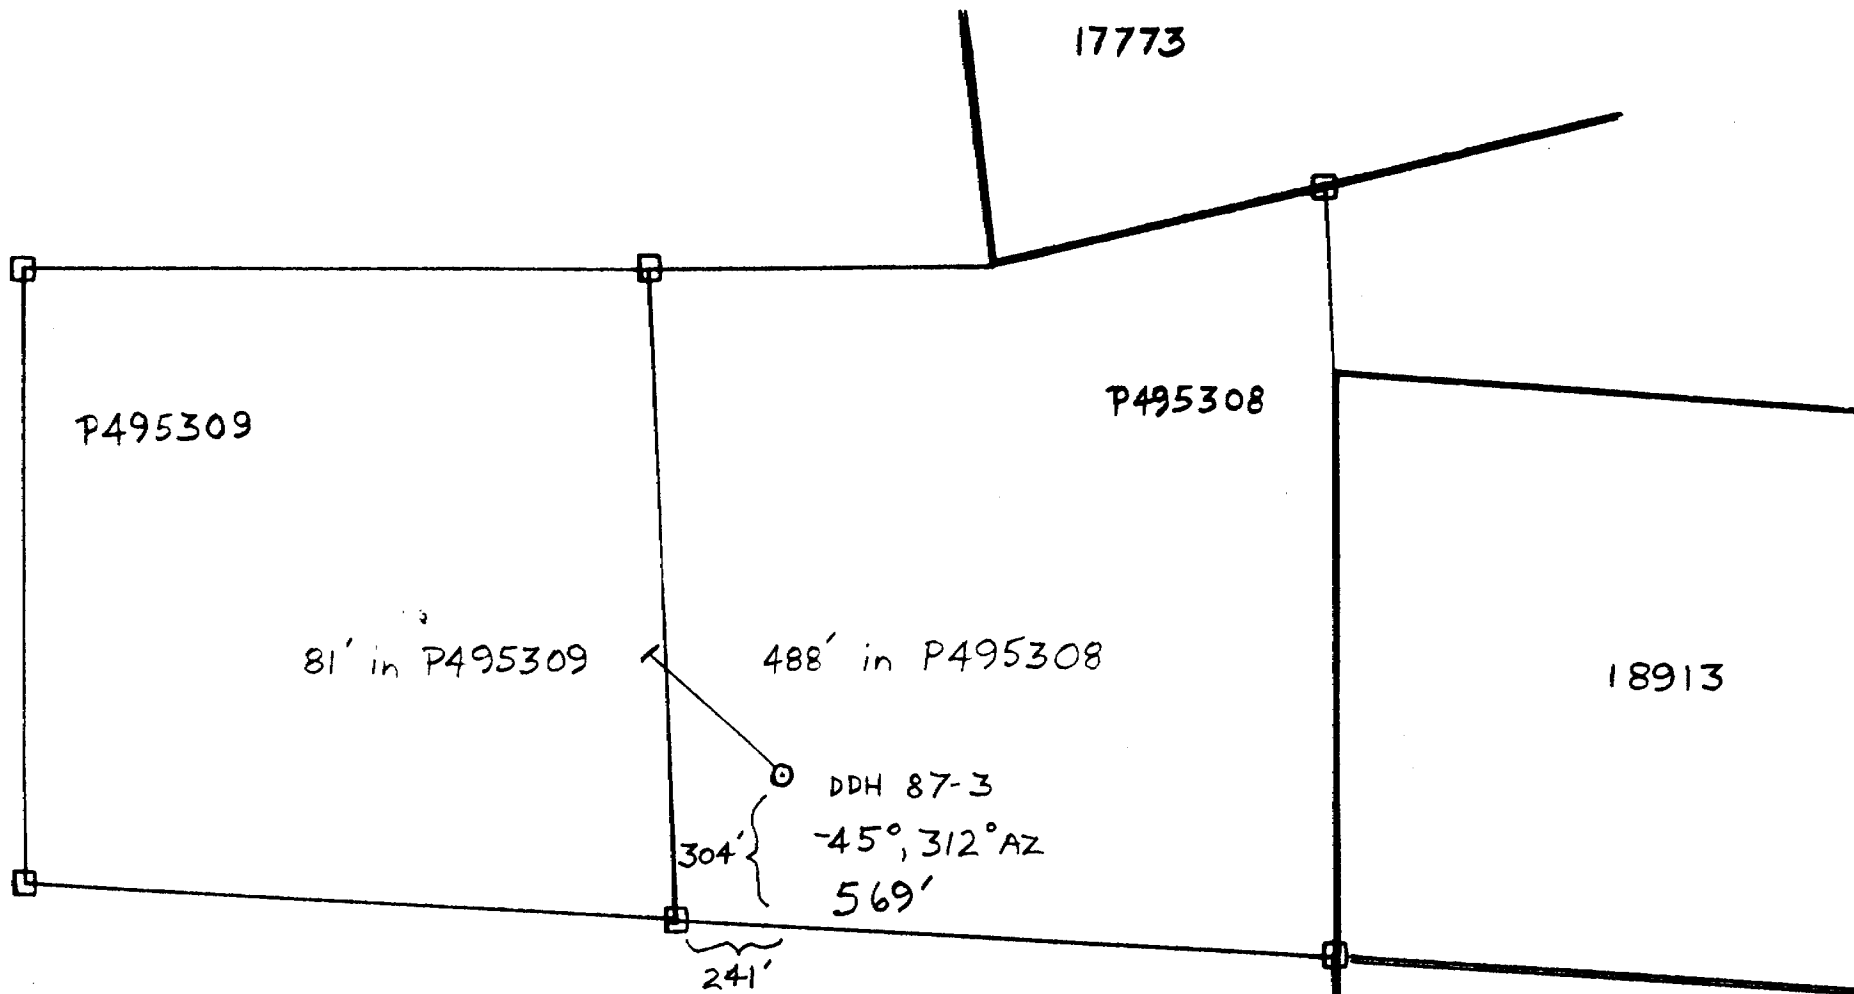 17773
P495309
P495308
81' in P495309
488' in P495308
18913
DDH 87-3
-45°, 312° AZ
569'
304'
241'